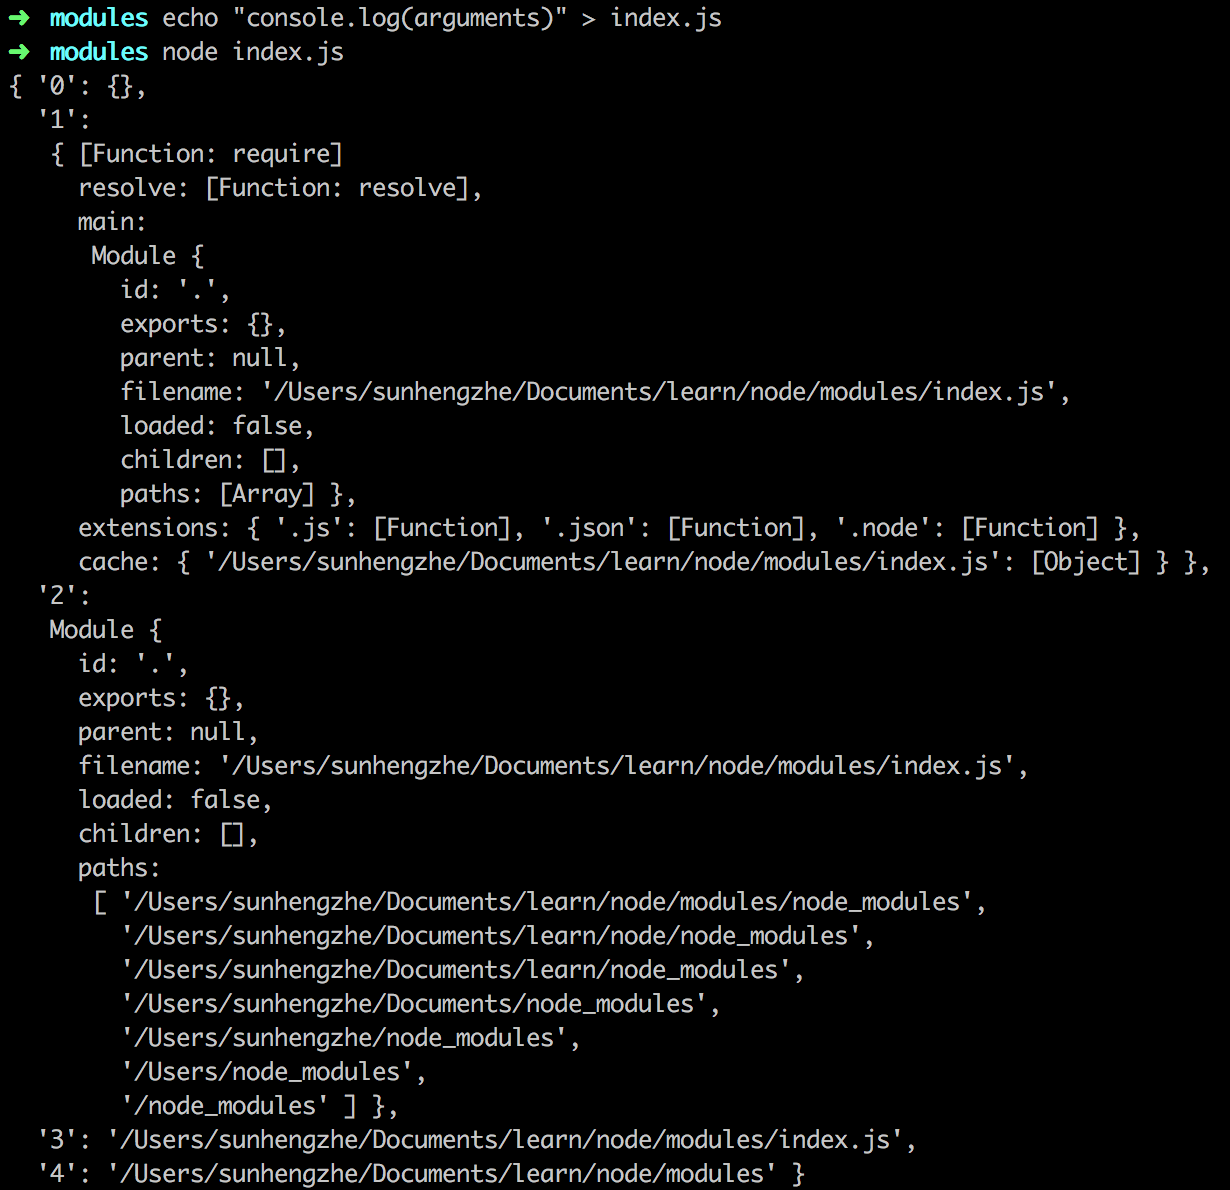 ➜ modules echo "console.log(arguments)" > index.js
➜ modules node index.js
{ '0': {},
  '1':
   { [Function: require]
     resolve: [Function: resolve],
     main:
      Module {
        id: '.',
        exports: {},
        parent: null,
        filename: '/Users/sunhengzhe/Documents/learn/node/modules/index.js',
        loaded: false,
        children: [],
        paths: [Array] },
     extensions: { '.js': [Function], '.json': [Function], '.node': [Function] },
     cache: { '/Users/sunhengzhe/Documents/learn/node/modules/index.js': [Object] } },
  '2':
   Module {
     id: '.',
     exports: {},
     parent: null,
     filename: '/Users/sunhengzhe/Documents/learn/node/modules/index.js',
     loaded: false,
     children: [],
     paths:
      [ '/Users/sunhengzhe/Documents/learn/node/modules/node_modules',
        '/Users/sunhengzhe/Documents/learn/node/node_modules',
        '/Users/sunhengzhe/Documents/learn/node_modules',
        '/Users/sunhengzhe/Documents/node_modules',
        '/Users/sunhengzhe/node_modules',
        '/Users/node_modules',
        '/node_modules' ] },
  '3': '/Users/sunhengzhe/Documents/learn/node/modules/index.js',
  '4': '/Users/sunhengzhe/Documents/learn/node/modules' }